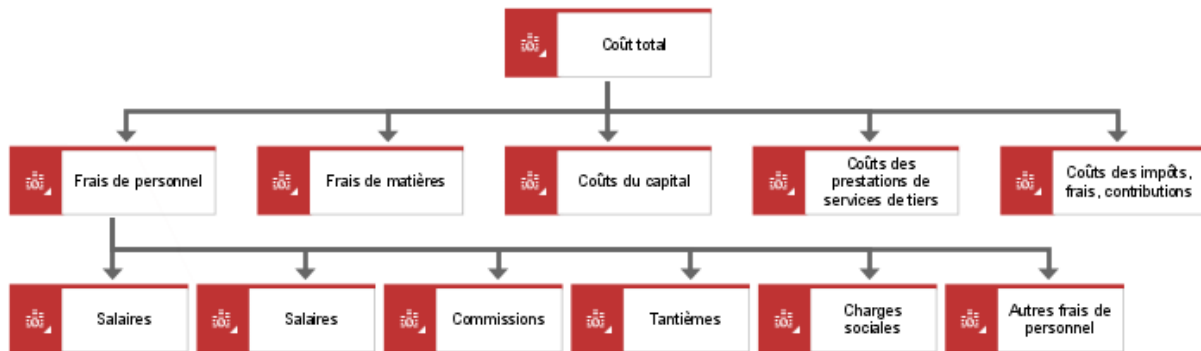 Coût total
Frais de personnel
Frais de matières
Coûts du capital
Coûts des
prestations de
services de tiers
Coûts des impôts,
frais, contributions
Salaires
Salaires
Commissions
Tantièmes
Charges
sociales
Autres frais de
personnel